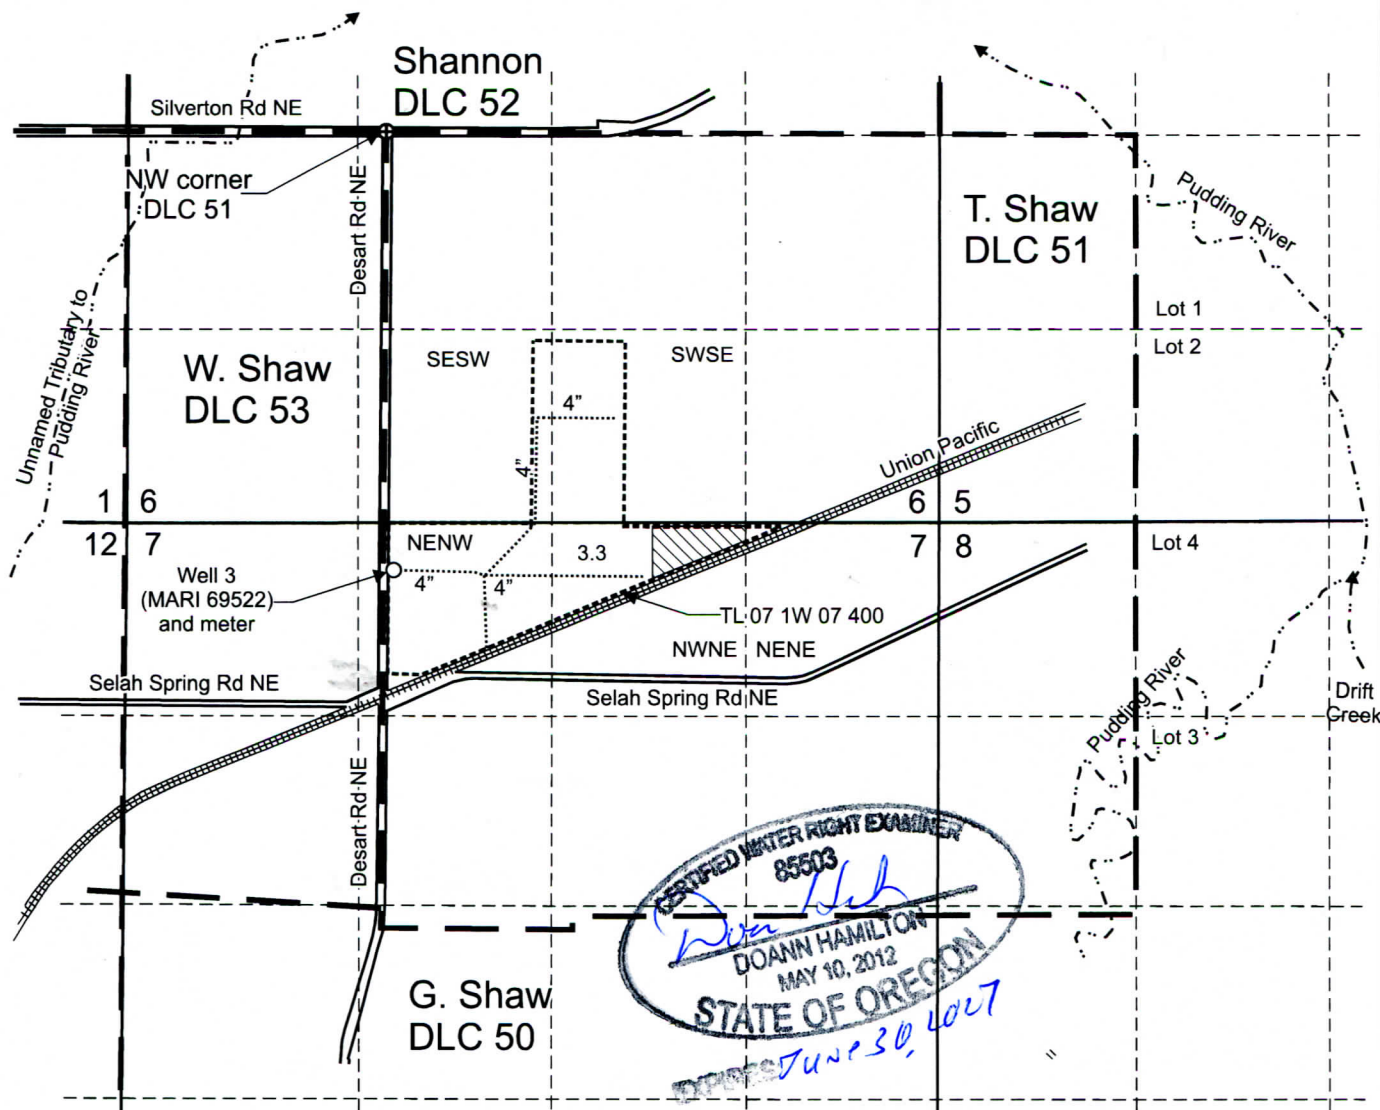 Shannon
DLC 52
Silverton Rd NE
NW corner
DLC 51
Desart Rd NE
T. Shaw
DLC 51
Pudding River
Unnamed Tributary to
Pudding River
W. Shaw
DLC 53
SESW
SWSE
Lot 1
Lot 2
4”
4”
Union Pacific
1 6
6 5
12 7
7 8
NENW
3.3
Lot 4
Well 3
(MARI 69522)
and meter
4”
4”
TL 07 1W 07 400
NWNE
NENE
Selah Spring Rd NE
Selah Spring Rd NE
Pudding River
Drift
Creek
Lot 3
Desart Rd NE
CERTIFIED WATER RIGHT EXAMINER
85503
DOANN HAMILTON
MAY 10, 2012
STATE OF OREGON
EXPIRES JUNE 30, 2027
G. Shaw
DLC 50